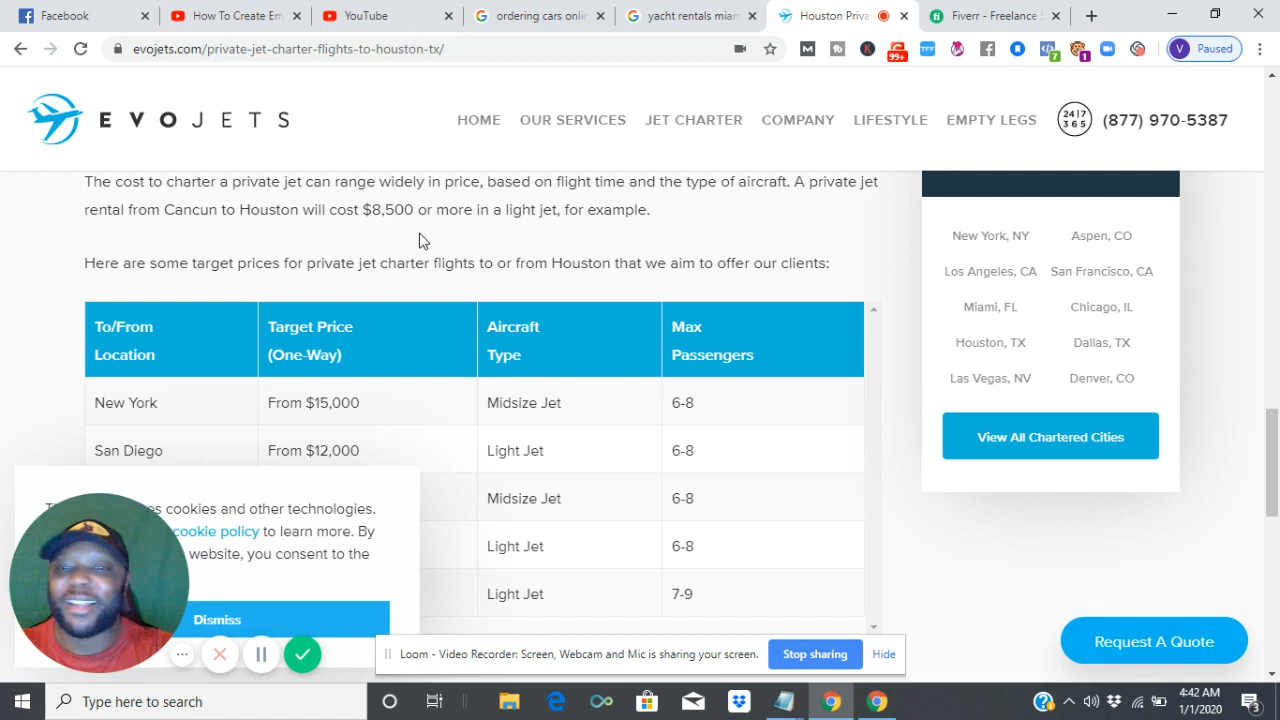 Facebook
How To Create Em
YouTube
ordering cars onlin
yacht rentals miam
Houston Priva
Fiverr - Freelance S
evojets.com/private-jet-charter-flights-to-houston-tx/
99+
TFF
7
1
V Paused
EVOJETS
HOME OUR SERVICES JET CHARTER COMPANY LIFESTYLE EMPTY LEGS
24|7
365
(877) 970-5387
The cost to charter a private jet can range widely in price, based on flight time and the type of aircraft. A private jet
rental from Cancun to Houston will cost $8,500 or more in a light jet, for example.
Here are some target prices for private jet charter flights to or from Houston that we aim to offer our clients:
To/From Location Target Price (One-Way) Aircraft Type Max Passengers
New York From $15,000 Midsize Jet 6-8
San Diego From $12,000 Light Jet 6-8
Midsize Jet 6-8
Light Jet 6-8
Light Jet 7-9
New York, NY Aspen, CO
Los Angeles, CA San Francisco, CA
Miami, FL Chicago, IL
Houston, TX Dallas, TX
Las Vegas, NV Denver, CO
View All Chartered Cities
cookies and other technologies.
cookie policy to learn more. By
website, you consent to the
Dismiss
Loom - Video Recorder: Screen, Webcam and Mic is sharing your screen.
Stop sharing
Hide
Request A Quote
Type here to search
4:42 AM
1/1/2020
3